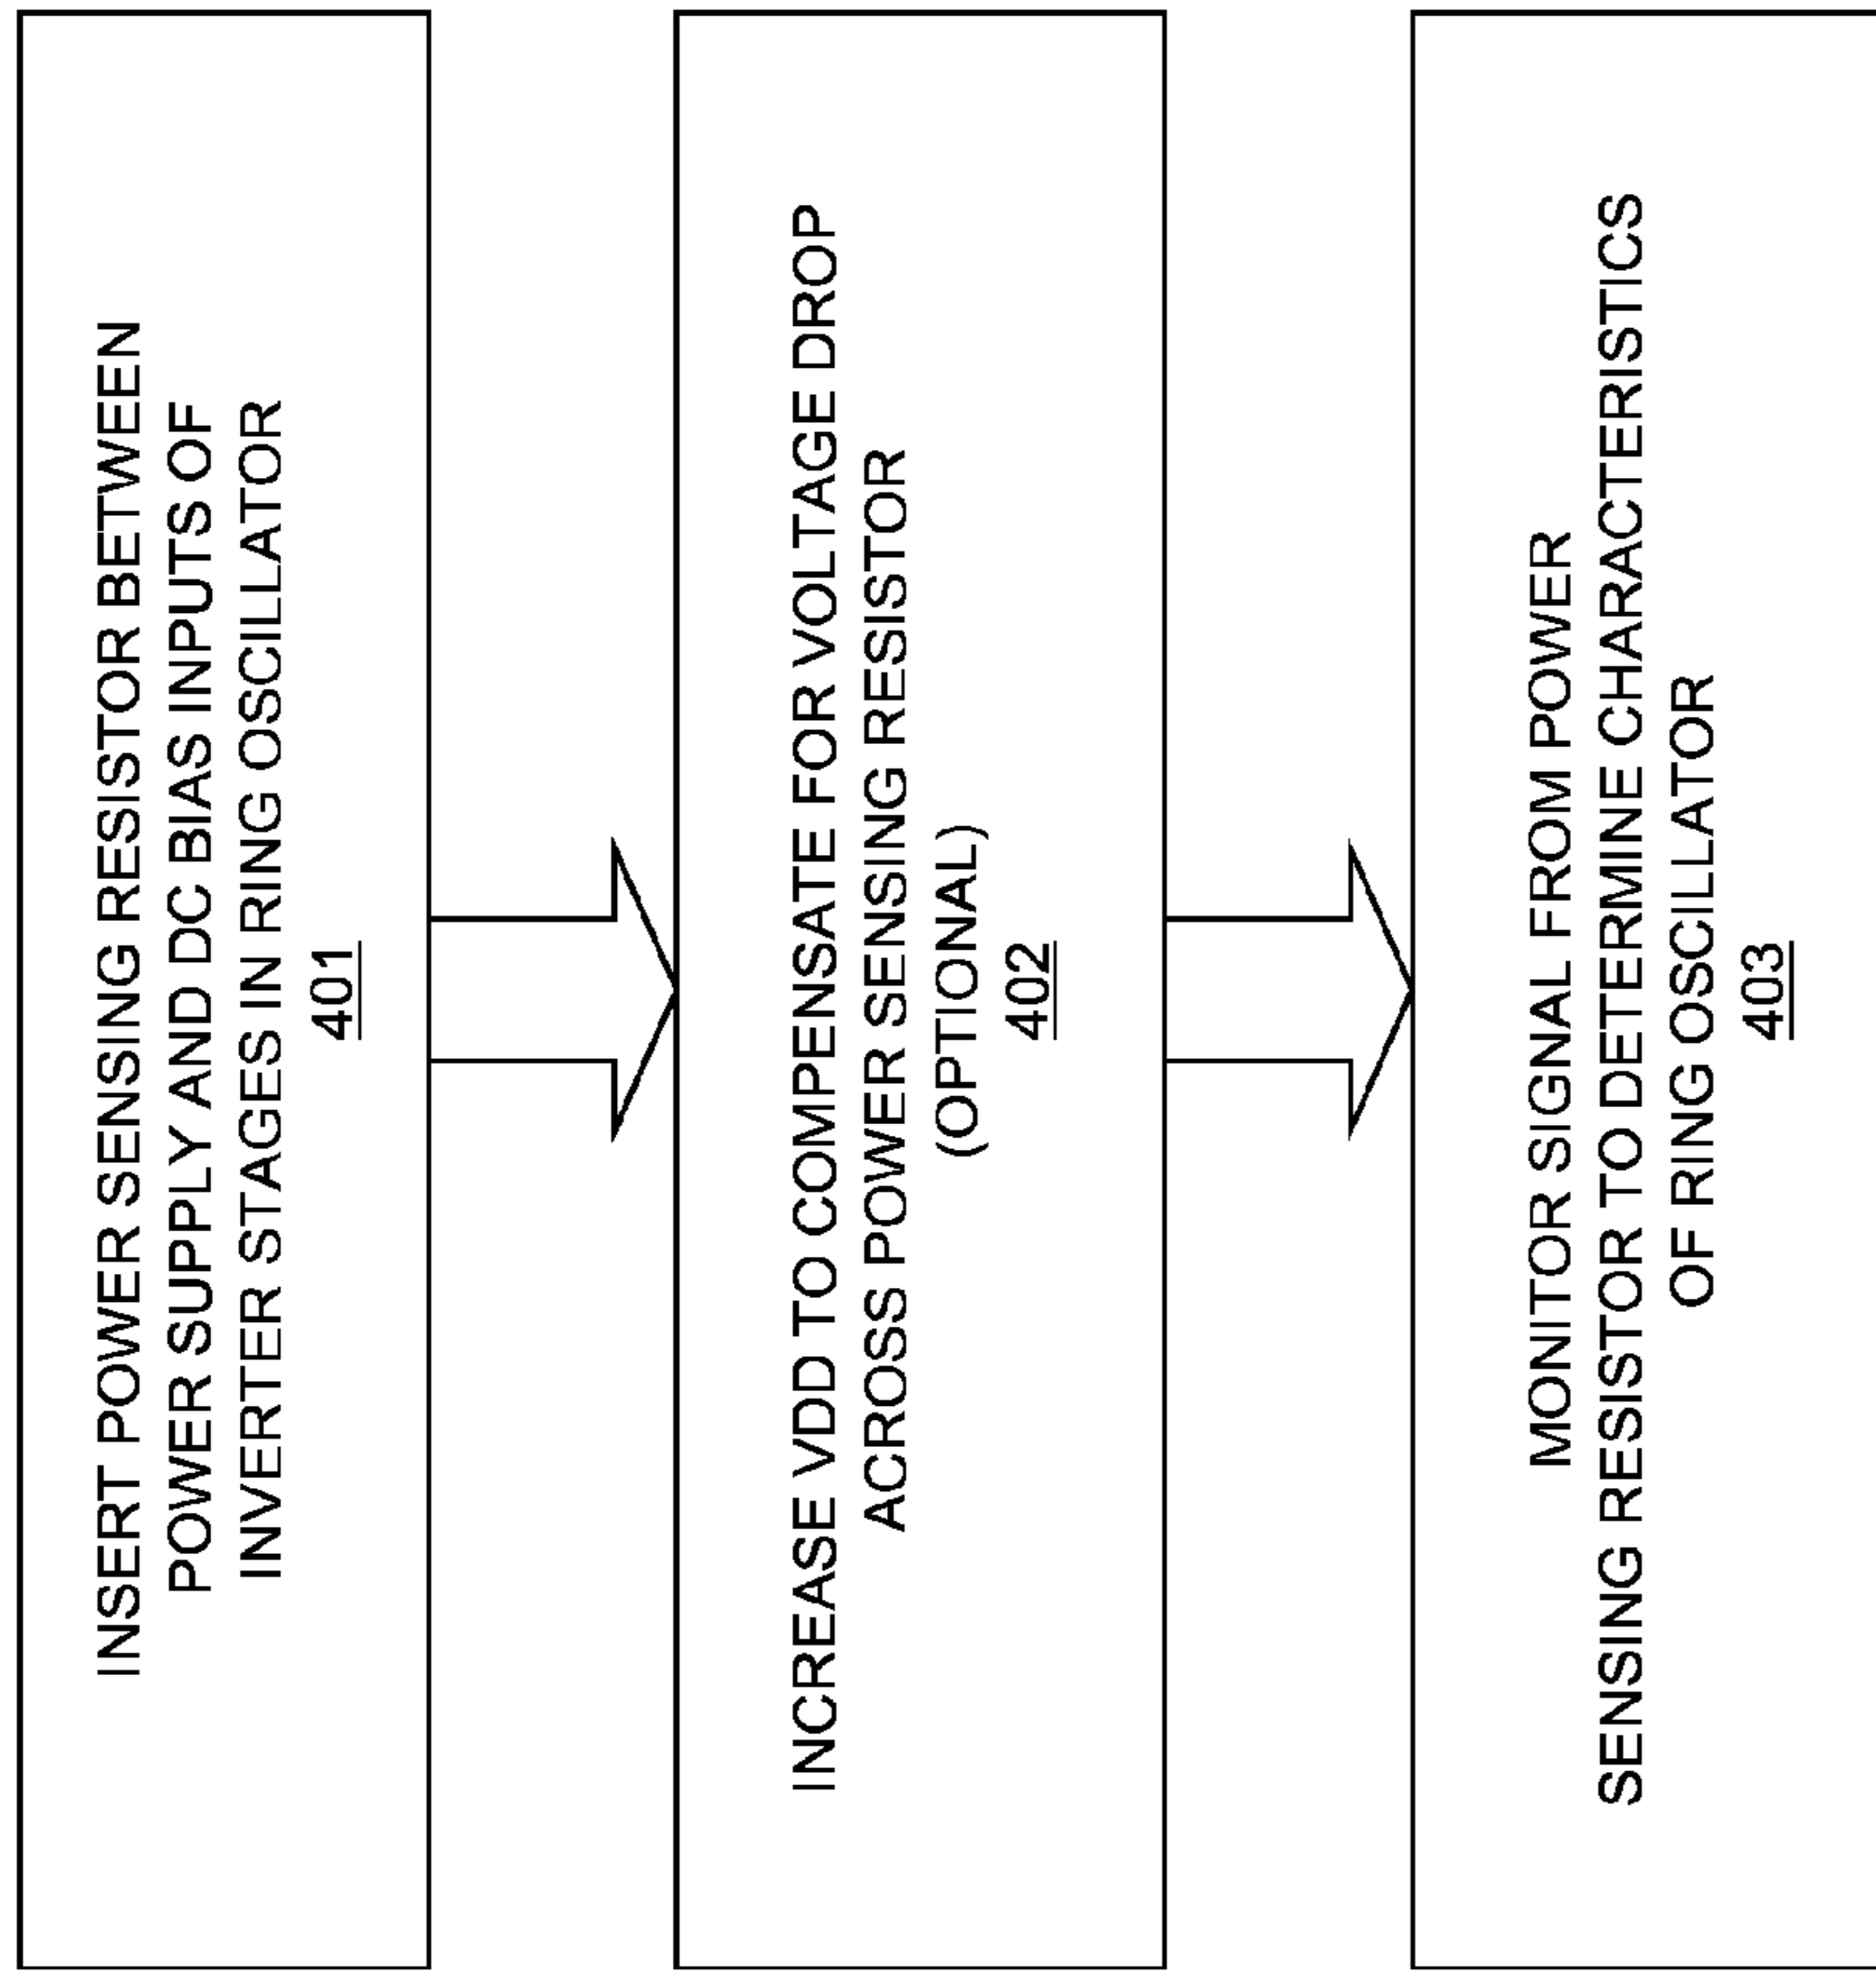 INSERT POWER SENSING RESISTOR BETWEEN
POWER SUPPLY AND DC BIAS INPUTS OF
INVERTER STAGES IN RING OSCILLATOR
401
INCREASE VDD TO COMPENSATE FOR VOLTAGE DROP
ACROSS POWER SENSING RESISTOR
(OPTIONAL)
402
MONITOR SIGNAL FROM POWER
SENSING RESISTOR TO DETERMINE CHARACTERISTICS
OF RING OSCILLATOR
403